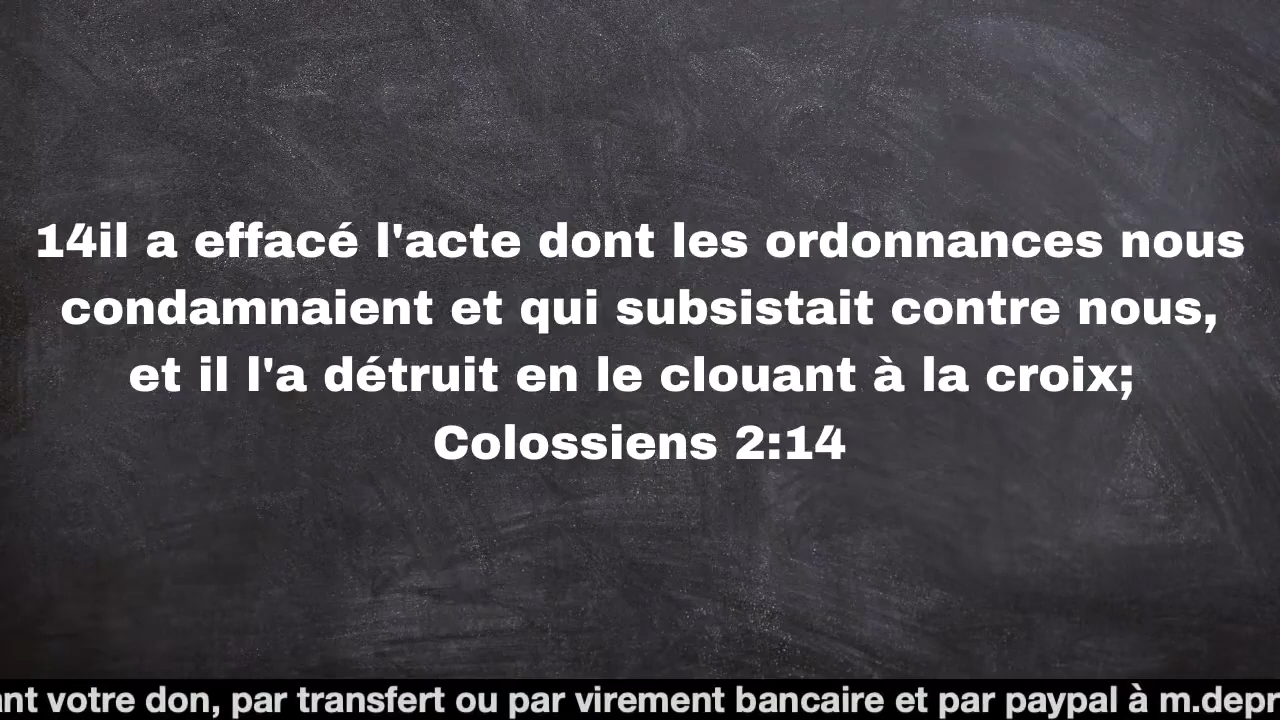 14il a effacé l'acte dont les ordonnances nous
condamnaient et qui subsistait contre nous,
et il l'a détruit en le clouant à la croix;
Colossiens 2:14
votre don, par transfert ou par virement bancaire et par paypal à